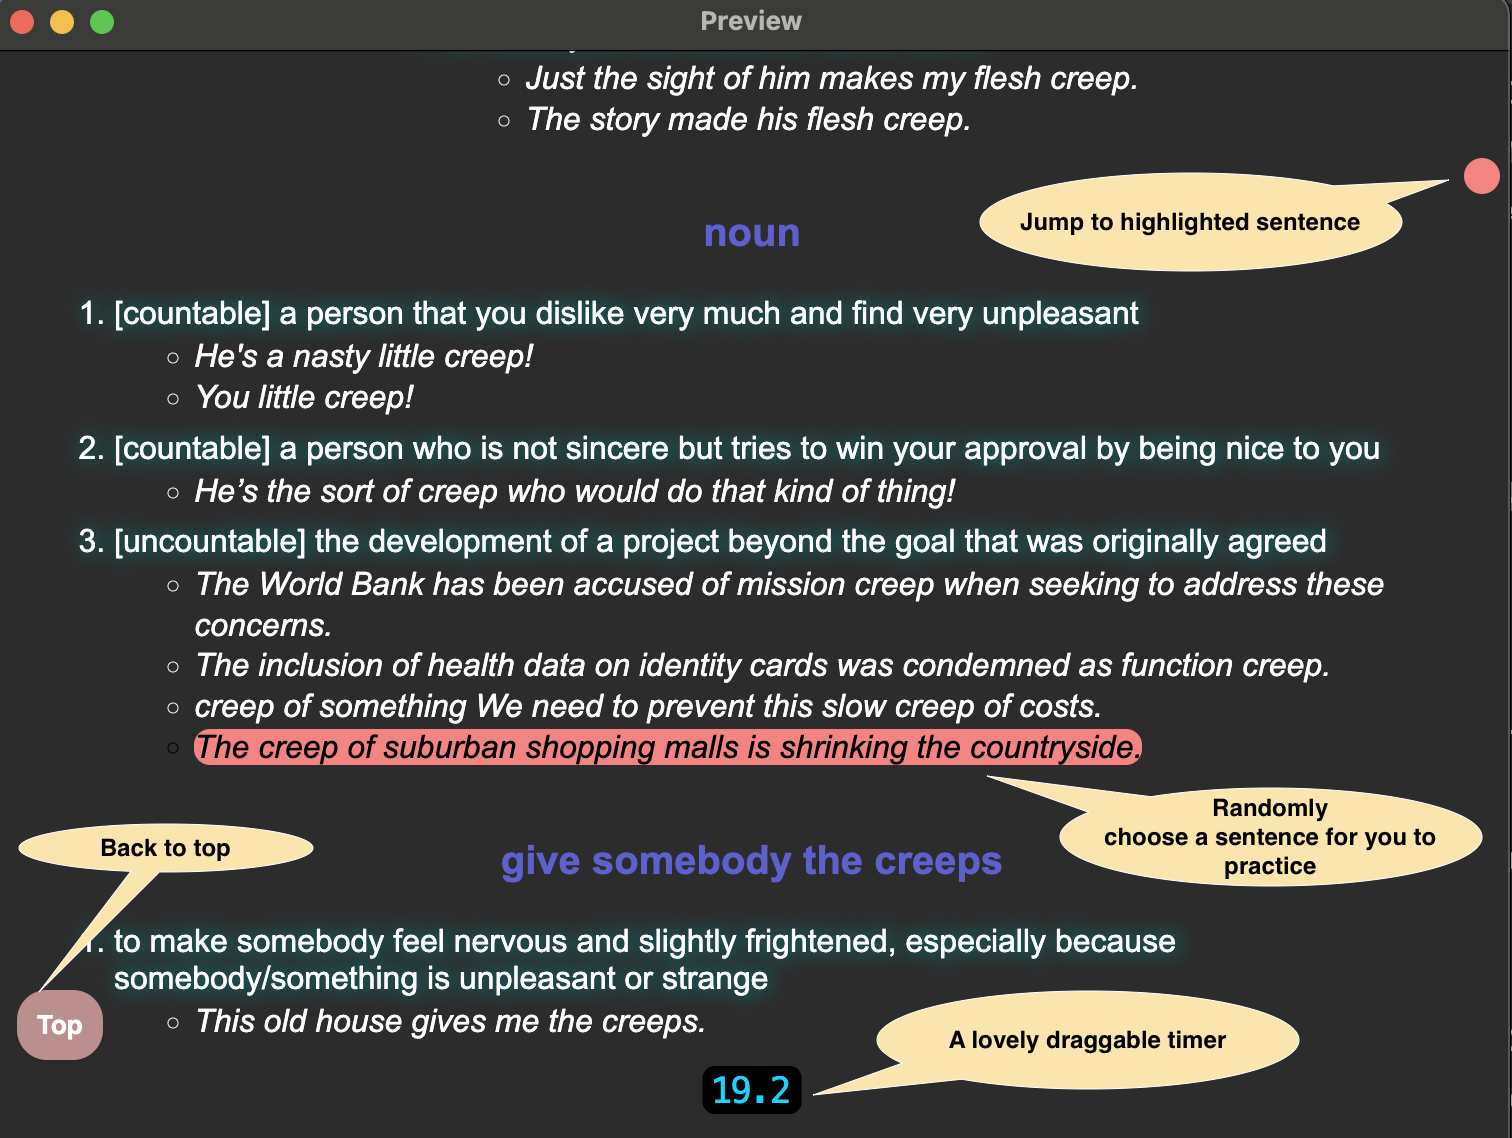 Preview
Just the sight of him makes my flesh creep.
The story made his flesh creep.
Jump to highlighted sentence
noun
1. [countable] a person that you dislike very much and find very unpleasant
He's a nasty little creep!
You little creep!
2. [countable] a person who is not sincere but tries to win your approval by being nice to you
He’s the sort of creep who would do that kind of thing!
3. [uncountable] the development of a project beyond the goal that was originally agreed
The World Bank has been accused of mission creep when seeking to address these
concerns.
The inclusion of health data on identity cards was condemned as function creep.
creep of something We need to prevent this slow creep of costs.
The creep of suburban shopping malls is shrinking the countryside.
Randomly
choose a sentence for you to
practice
Back to top
give somebody the creeps
1. to make somebody feel nervous and slightly frightened, especially because
somebody/something is unpleasant or strange
Top
This old house gives me the creeps.
A lovely draggable timer
19.2